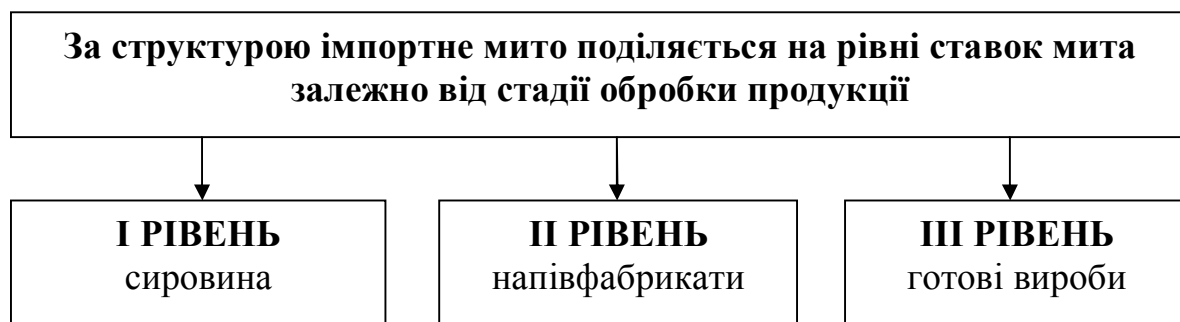 За структурою імпортне мито поділяється на рівні ставок мита
залежно від стадії обробки продукції
І РІВЕНЬ
сировина
ІІ РІВЕНЬ
напівфабрикати
ІІІ РІВЕНЬ
готові вироби